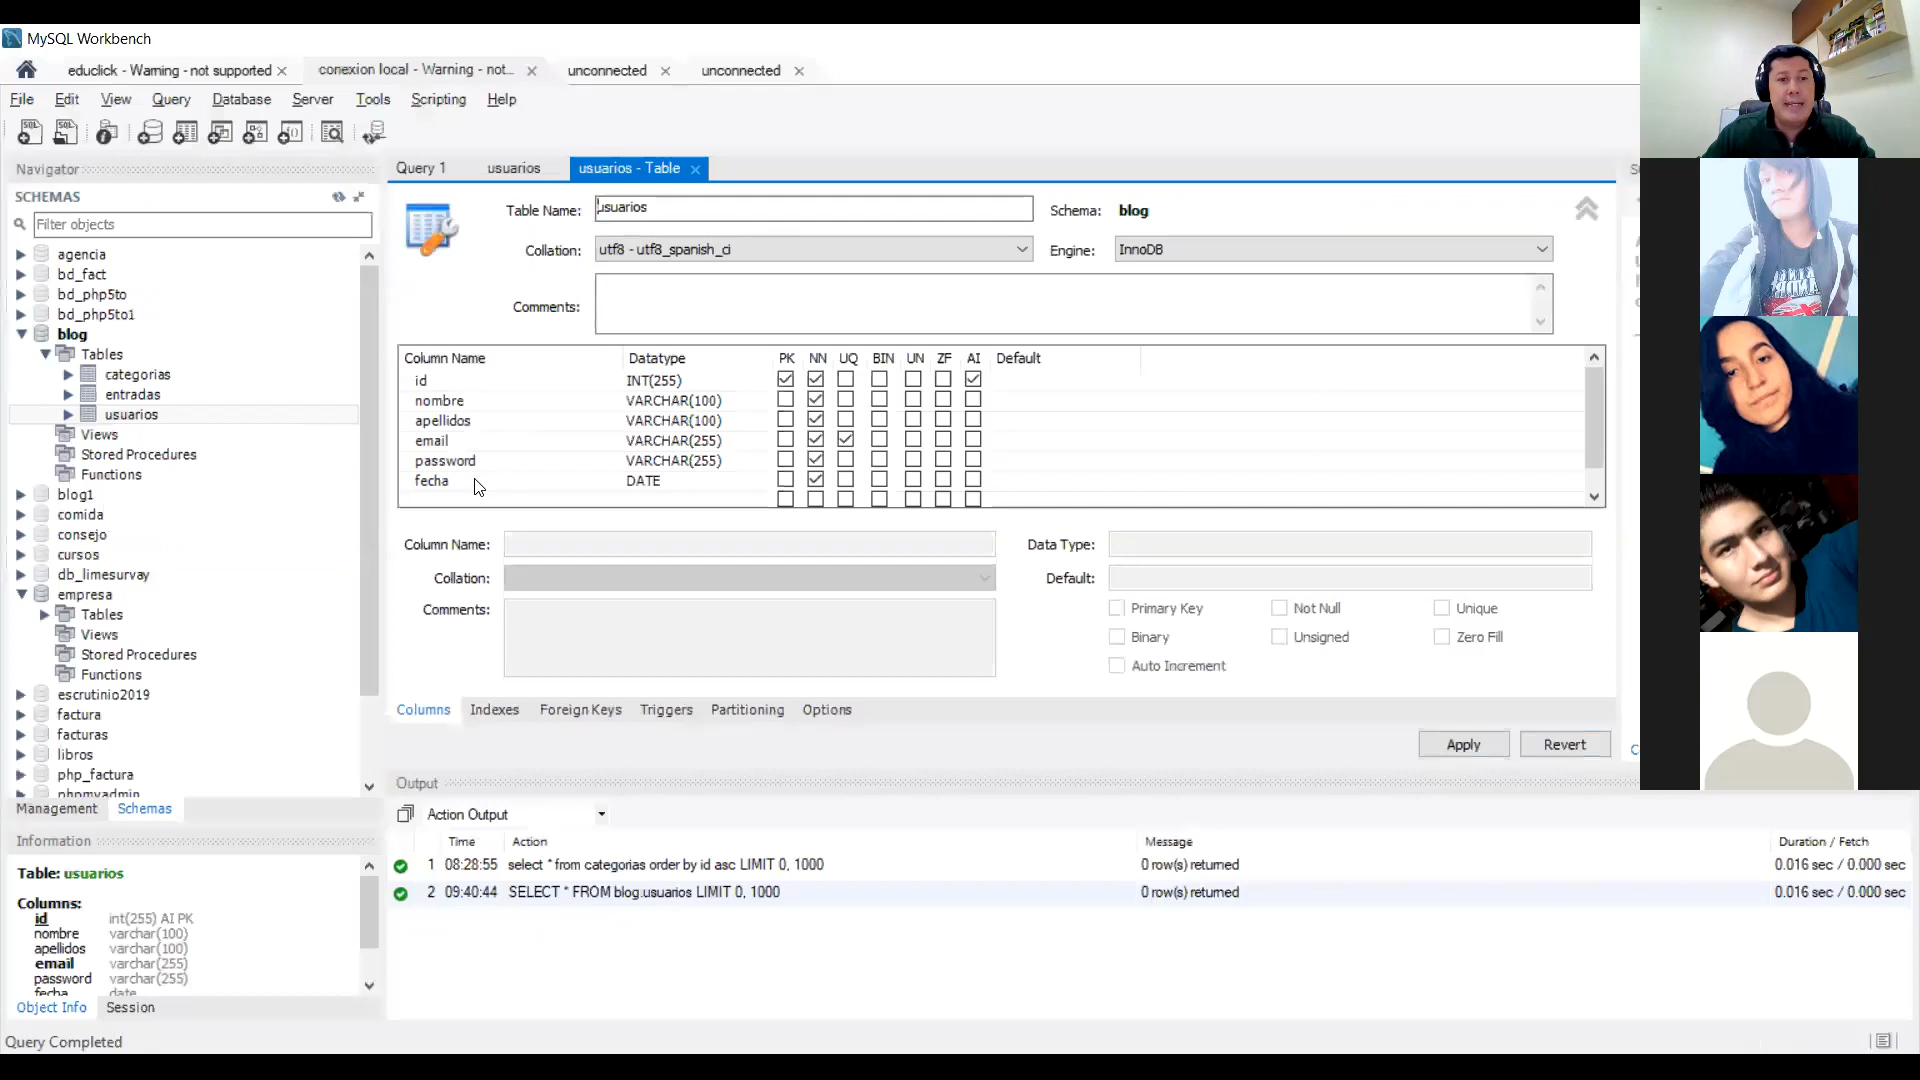 MySQL Workbench
educlick - Warning - not supported
conexion local - Warning - not...
unconnected
unconnected
File Edit View Query Database Server Tools Scripting Help
Navigator
SCHEMAS
Filter objects
agencia
bd_fact
bd_php5to
bd_php5to1
blog
Tables
categorias
entradas
usuarios
Views
Stored Procedures
Functions
blog1
comida
consejo
cursos
db_limesurvay
empresa
Tables
Views
Stored Procedures
Functions
escrutinio2019
factura
facturas
libros
php_factura
phpmyadmin
Management Schemas
Information
Table: usuarios
Columns:
id int(255) AI PK
nombre varchar(100)
apellidos varchar(100)
email varchar(255)
password varchar(255)
fecha date
Object Info Session
Query Completed
Query 1 usuarios usuarios - Table
Table Name: usuarios Schema: blog
Collation: utf8 - utf8_spanish_ci Engine: InnoDB
Comments:
Column Name Datatype PK NN UQ BIN UN ZF AI Default
id INT(255)
nombre VARCHAR(100)
apellidos VARCHAR(100)
email VARCHAR(255)
password VARCHAR(255)
fecha DATE
Column Name: Data Type:
Collation: Default:
Comments: Primary Key Not Null Unique
Binary Unsigned Zero Fill
Auto Increment
Columns Indexes Foreign Keys Triggers Partitioning Options
Apply Revert
Output
Action Output
Time Action Message Duration / Fetch
1 08:28:55 select * from categorias order by id asc LIMIT 0, 1000 0 row(s) returned 0.016 sec / 0.000 sec
2 09:40:44 SELECT * FROM blog.usuarios LIMIT 0, 1000 0 row(s) returned 0.016 sec / 0.000 sec